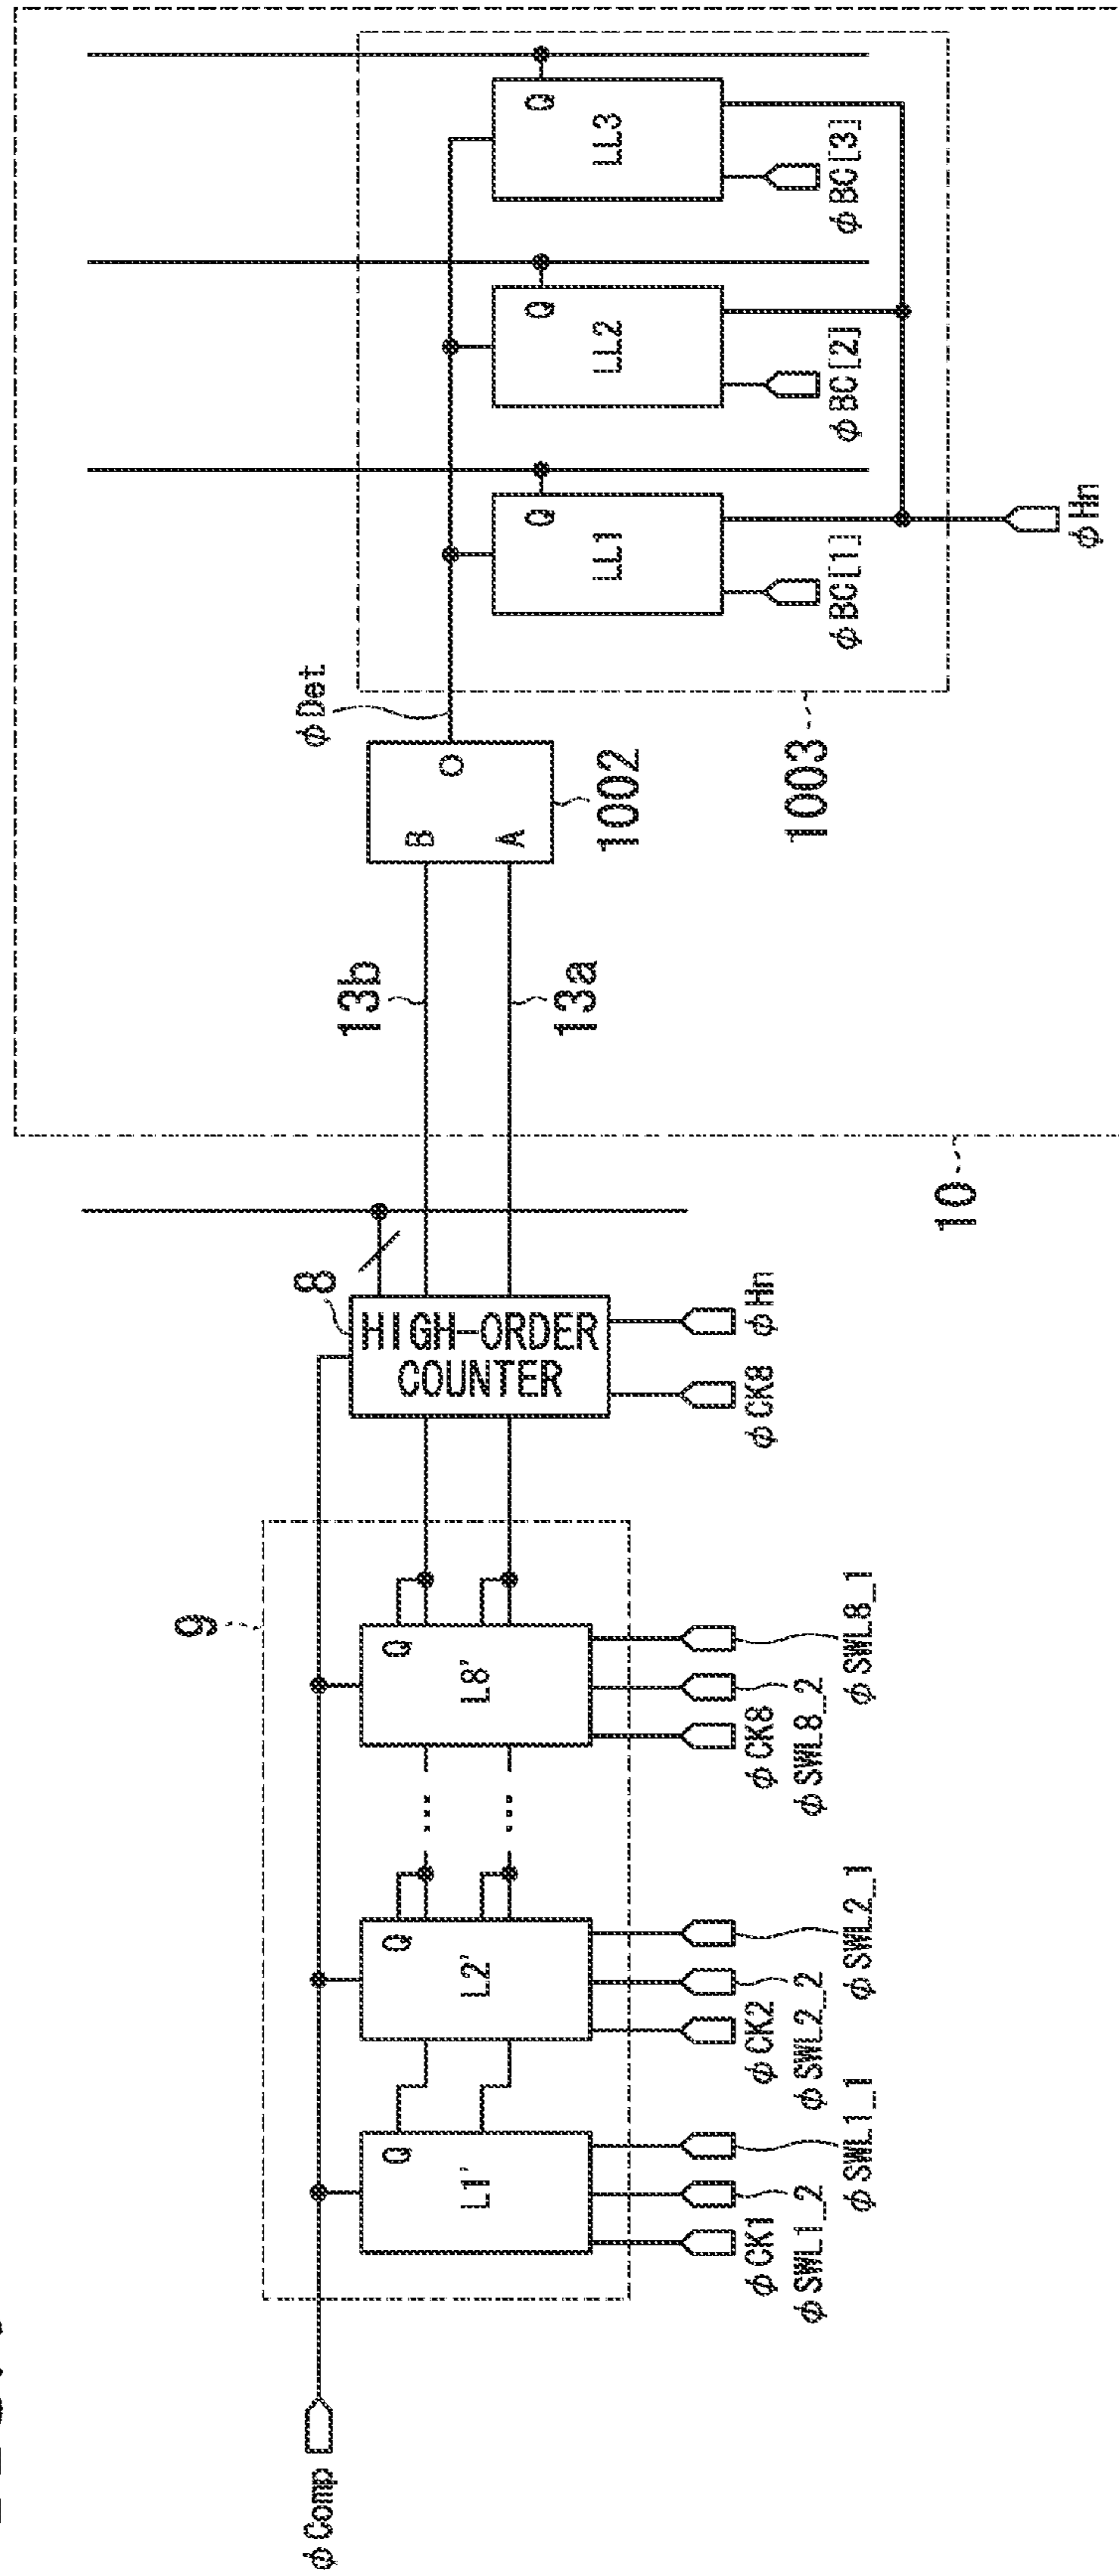 φComp
9
Q
L1'
Q
L2'
Q
L8'
φCK1
φSWL1_2
φSWL1_1
φCK2
φSWL2_2
φSWL2_1
φCK8
φSWL8_2
φSWL8_1
8
HIGH-ORDER
COUNTER
φCK8
φHn
10
13b
13a
B
A
O
1002
φDet
1003
Q
LL1
Q
LL2
Q
LL3
φBC[1]
φBC[2]
φBC[3]
φHn